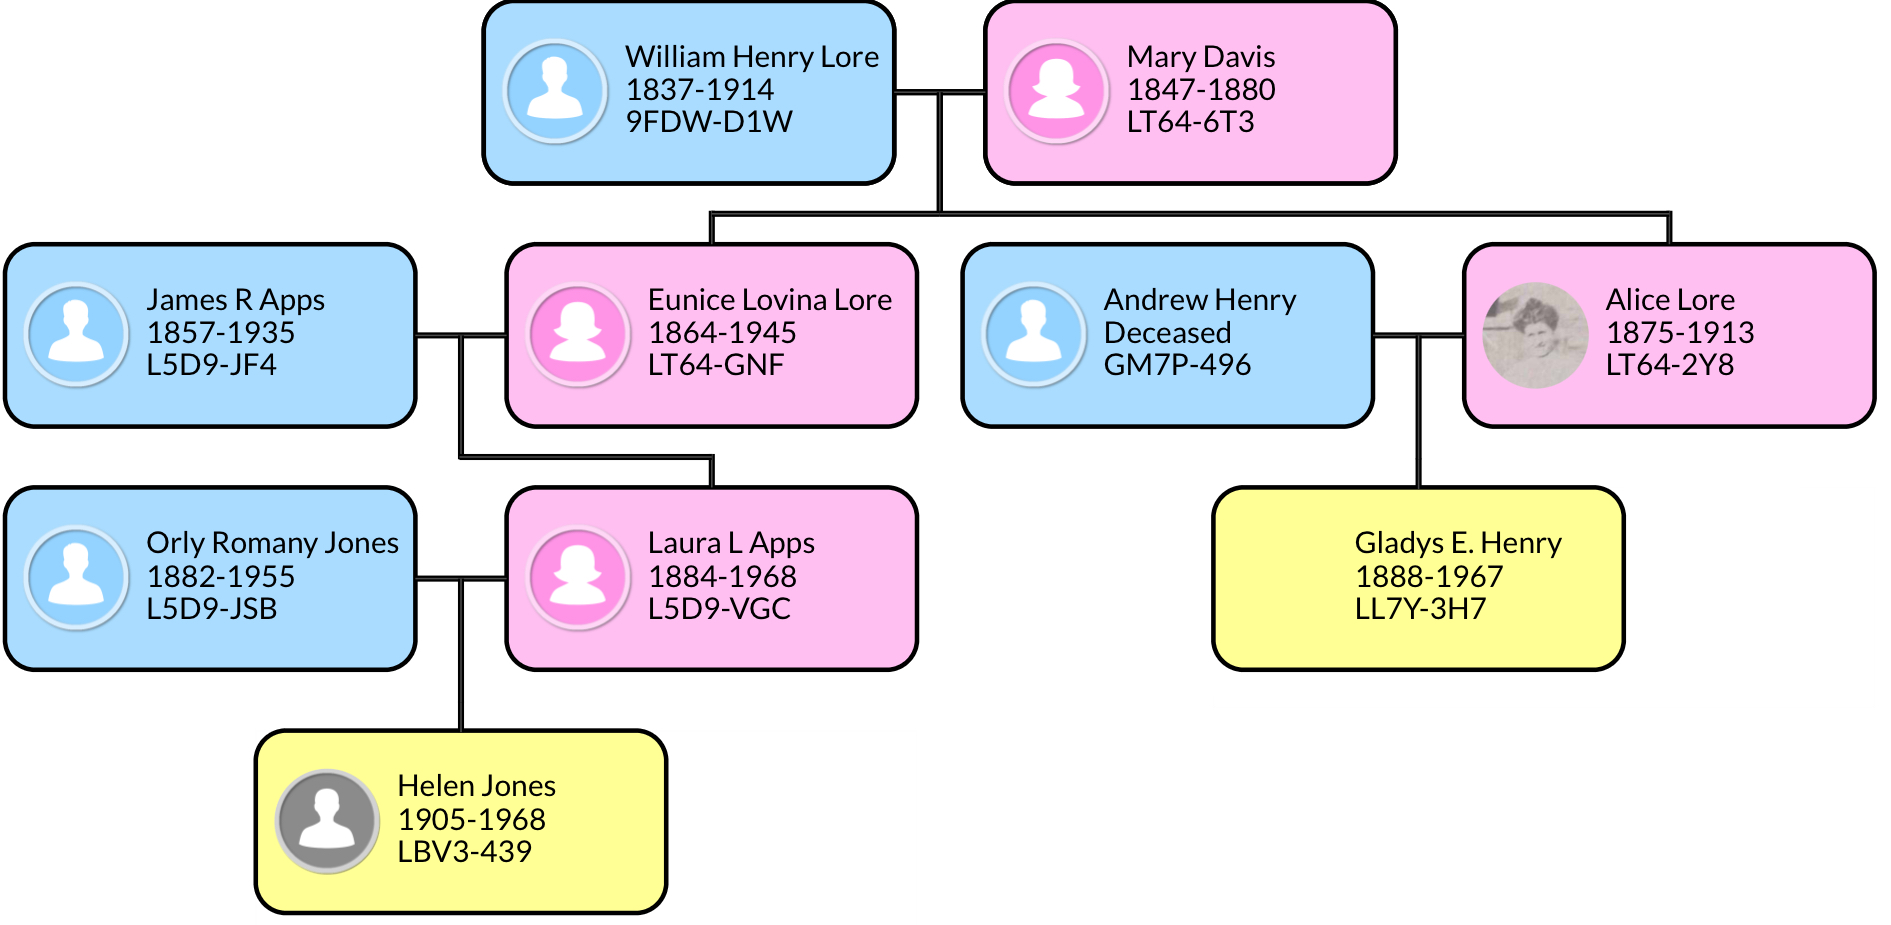 William Henry Lore
1837-1914
9FDW-D1W
Mary Davis
1847-1880
LT64-6T3
James R Apps
1857-1935
L5D9-JF4
Eunice Lovina Lore
1864-1945
LT64-GNF
Andrew Henry
Deceased
GM7P-496
Alice Lore
1875-1913
LT64-2Y8
Orly Romany Jones
1882-1955
L5D9-JSB
Laura L Apps
1884-1968
L5D9-VGC
Gladys E. Henry
1888-1967
LL7Y-3H7
Helen Jones
1905-1968
LBV3-439